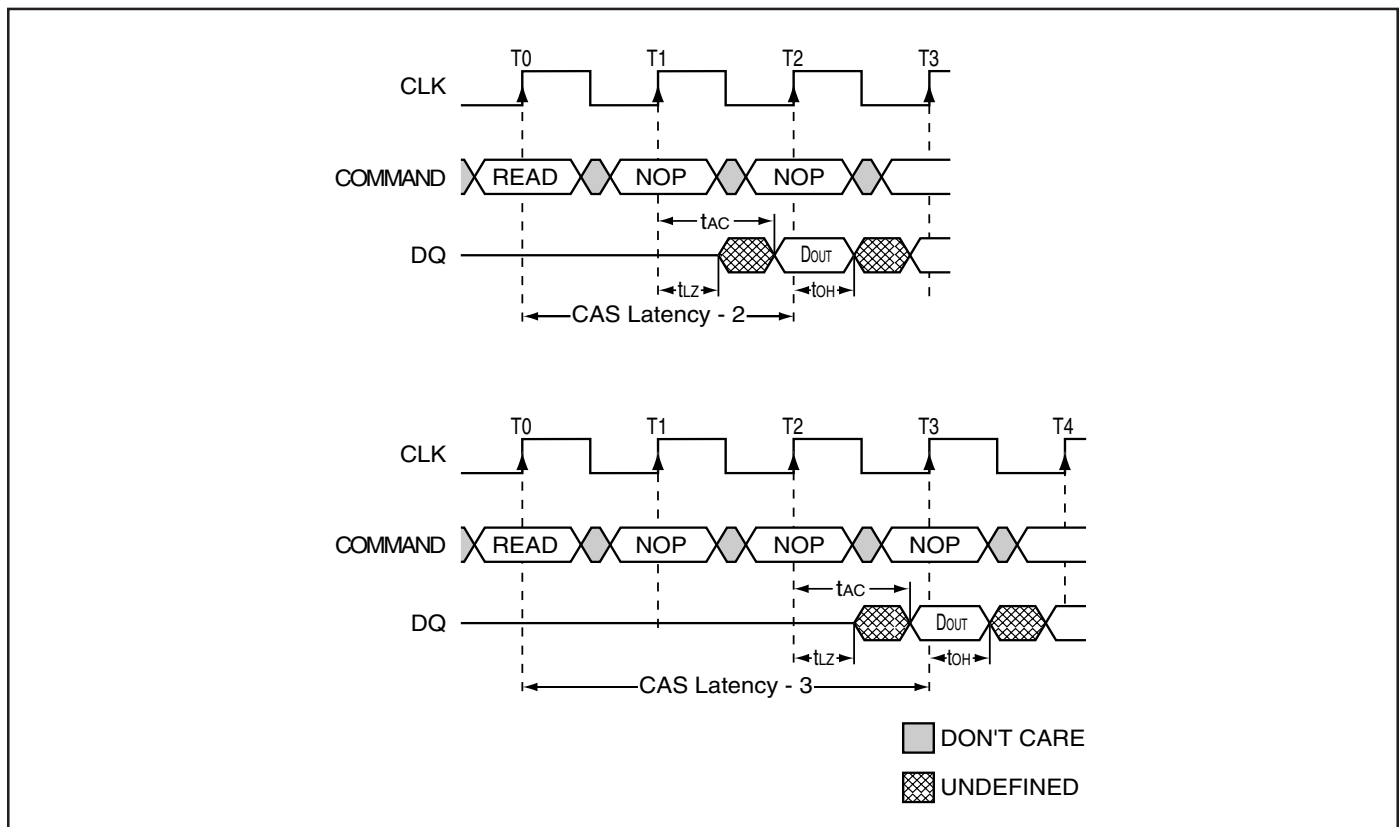 T0 T1 T2 T3
CLK
COMMAND READ NOP NOP
tAC
DQ DOUT
tLZ tOH
CAS Latency - 2
T0 T1 T2 T3 T4
CLK
COMMAND READ NOP NOP NOP
tAC
DQ DOUT
tLZ tOH
CAS Latency - 3
DON'T CARE
UNDEFINED